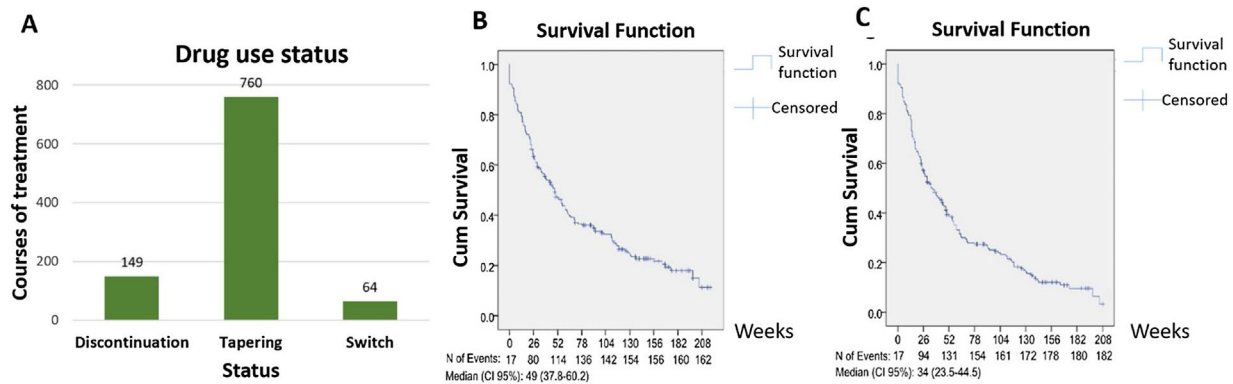 A
Drug use status
Courses of treatment
800
600
400
200
0
760
149
64
Discontinuation Tapering Switch
Status
B
Survival Function
Survival
function
Censored
Cum Survival
1.0
0.8
0.6
0.4
0.2
0.0
0 26 52 78 104 130 156 182 208
Weeks
N of Events: 17 80 114 136 142 154 156 160 162
Median (CI 95%): 49 (37.8-60.2)
C
Survival Function
Survival
function
Censored
Cum Survival
1.0
0.8
0.6
0.4
0.2
0.0
0 26 52 78 104 130 156 182 208
Weeks
N of Events: 17 94 131 154 161 172 178 180 182
Median (CI 95%): 34 (23.5-44.5)